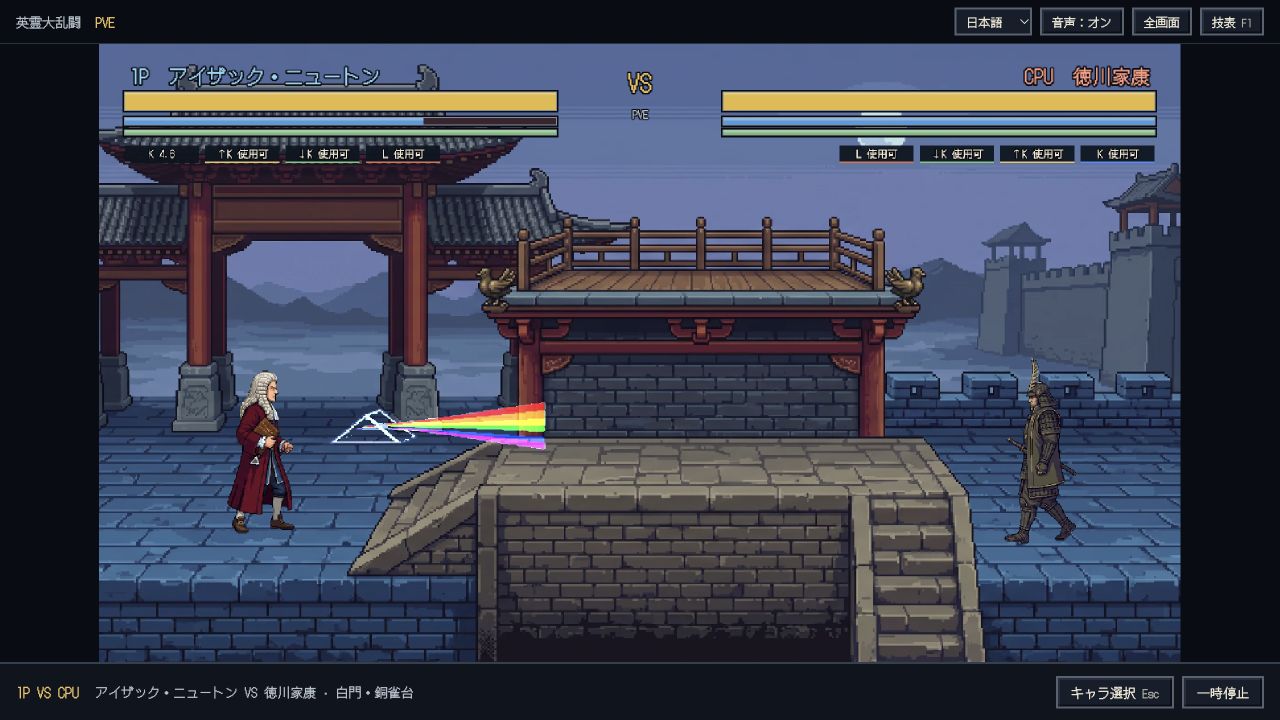 英霊大乱闘 PVE 日本語 音声：オン 全画面 技表 F1
1P アイザック・ニュートン VS CPU 徳川家康
PVE
K 4.6 ↑K 使用可 ↓K 使用可 L 使用可 L 使用可 ↓K 使用可 ↑K 使用可 K 使用可
1P VS CPU アイザック・ニュートン VS 徳川家康 · 白門・銅雀台 キャラ選択 Esc 一時停止